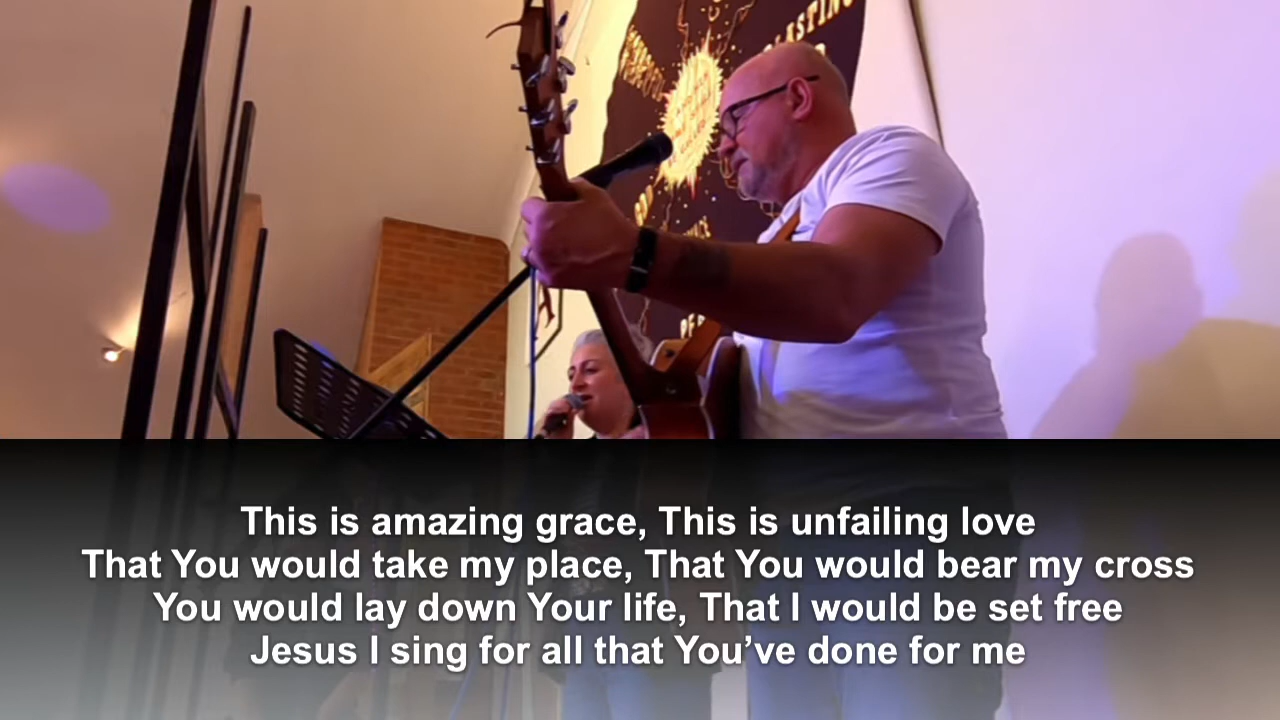 LASTING
This is amazing grace, This is unfailing love
That You would take my place, That You would bear my cross
You would lay down Your life, That I would be set free
Jesus I sing for all that You’ve done for me